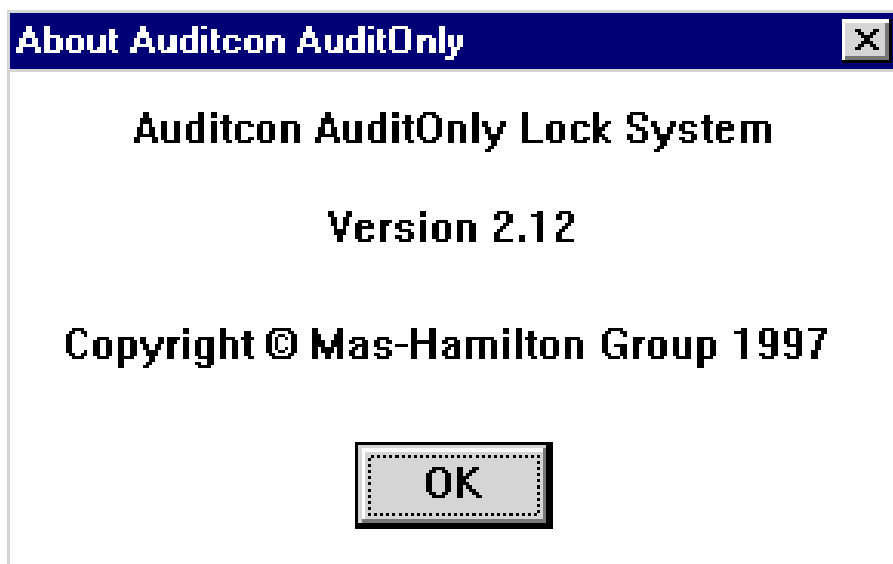 About Auditcon AuditOnly
Auditcon AuditOnly Lock System
Version 2.12
Copyright © Mas-Hamilton Group 1997
OK